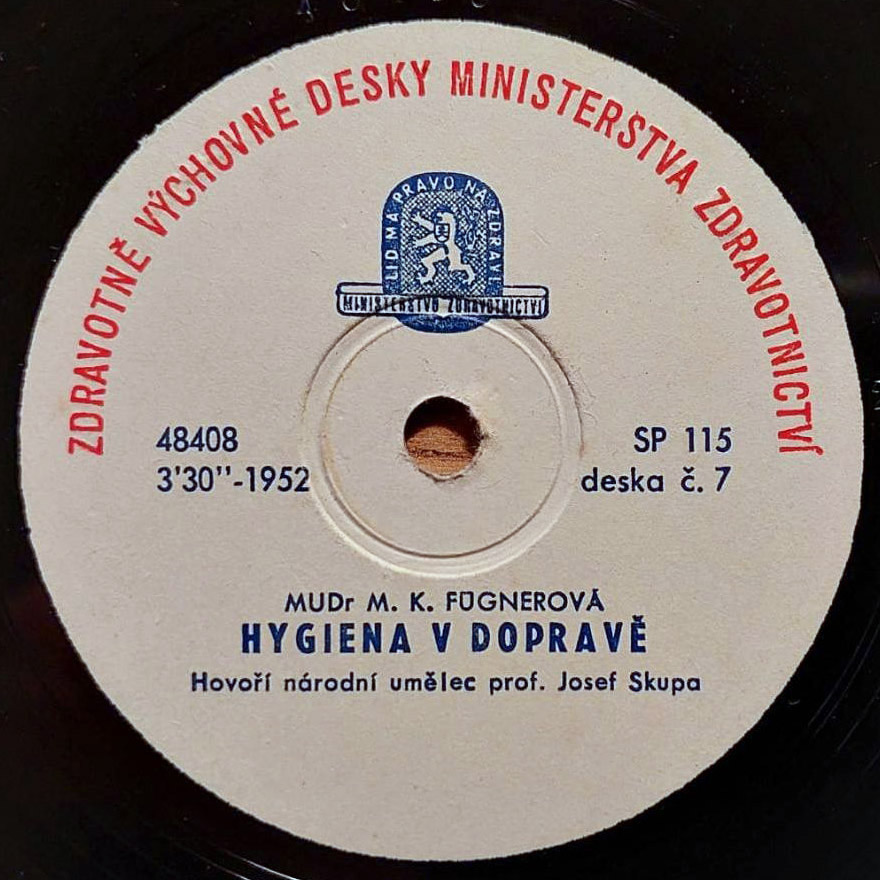 ZDRAVOTNĚ VÝCHOVNÉ DESKY MINISTERSTVA ZDRAVOTNICTVÍ
LID MÁ PRAVO NA ZDRAVÍ
MINISTERSTVO ZDRAVOTNICTVÍ
48408
3'30''-1952
SP 115
deska č. 7
MUDr M. K. FÜGNEROVÁ
HYGIENA V DOPRAVĚ
Hovoří národní umělec prof. Josef Skupa